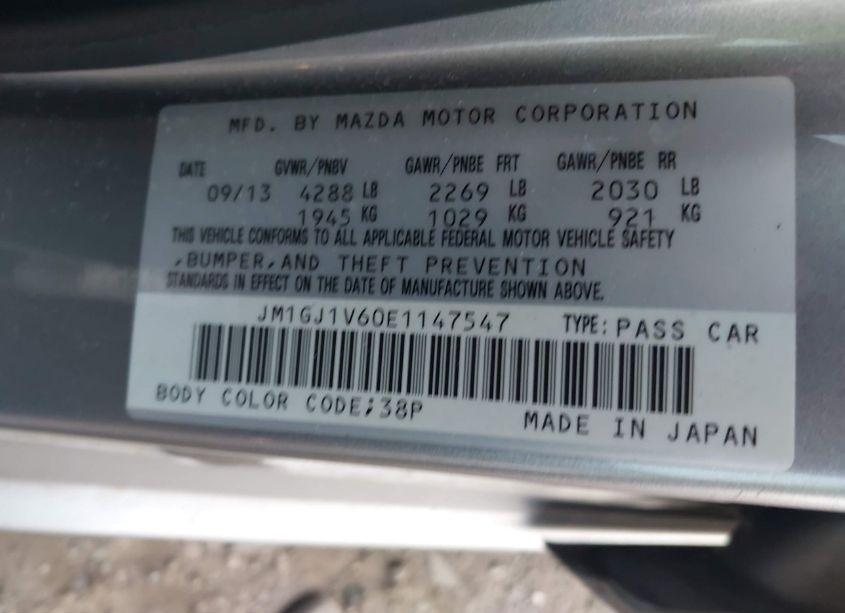 MFD. BY MAZDA MOTOR CORPORATION
DATE GVWR/PNBV GAWR/PNBE FRT GAWR/PNBE RR
09/13 4288 LB 2269 LB 2030 LB
1945 KG 1029 KG 921 KG
THIS VEHICLE CONFORMS TO ALL APPLICABLE FEDERAL MOTOR VEHICLE SAFETY
,BUMPER,AND THEFT PREVENTION
STANDARDS IN EFFECT ON THE DATE OF MANUFACTURE SHOWN ABOVE.
JM1GJ1V60E1147547 TYPE: PASS CAR
BODY COLOR CODE;38P
MADE IN JAPAN